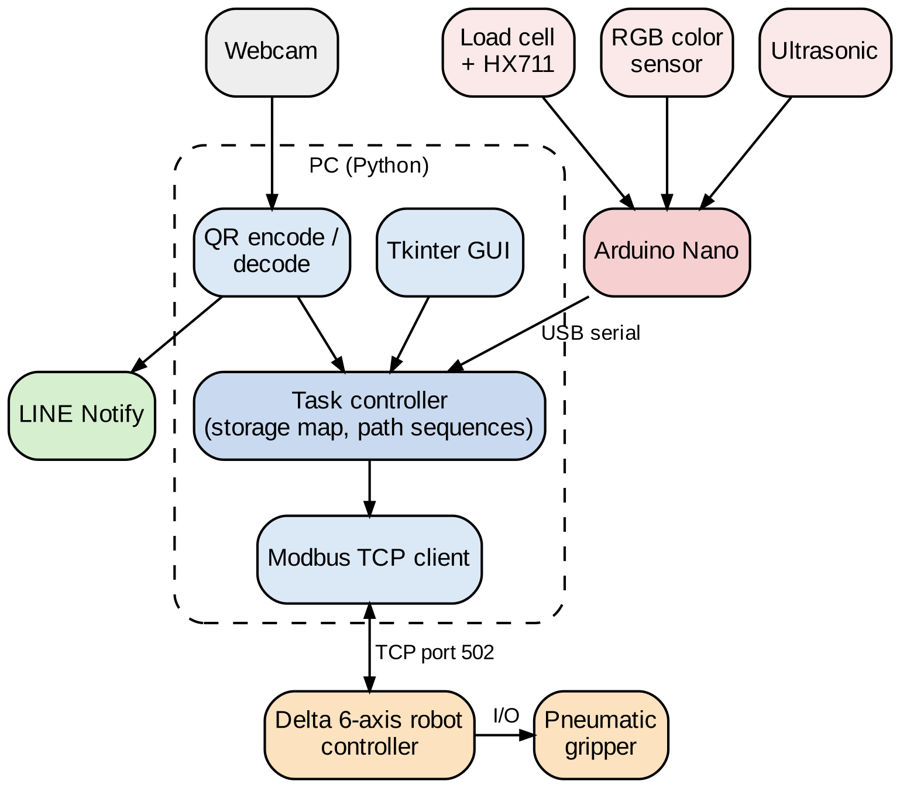 Webcam
Load cell
+ HX711
RGB color
sensor
Ultrasonic
PC (Python)
QR encode /
decode
Tkinter GUI
Arduino Nano
USB serial
LINE Notify
Task controller
(storage map, path sequences)
Modbus TCP client
TCP port 502
Delta 6-axis robot
controller
I/O
Pneumatic
gripper